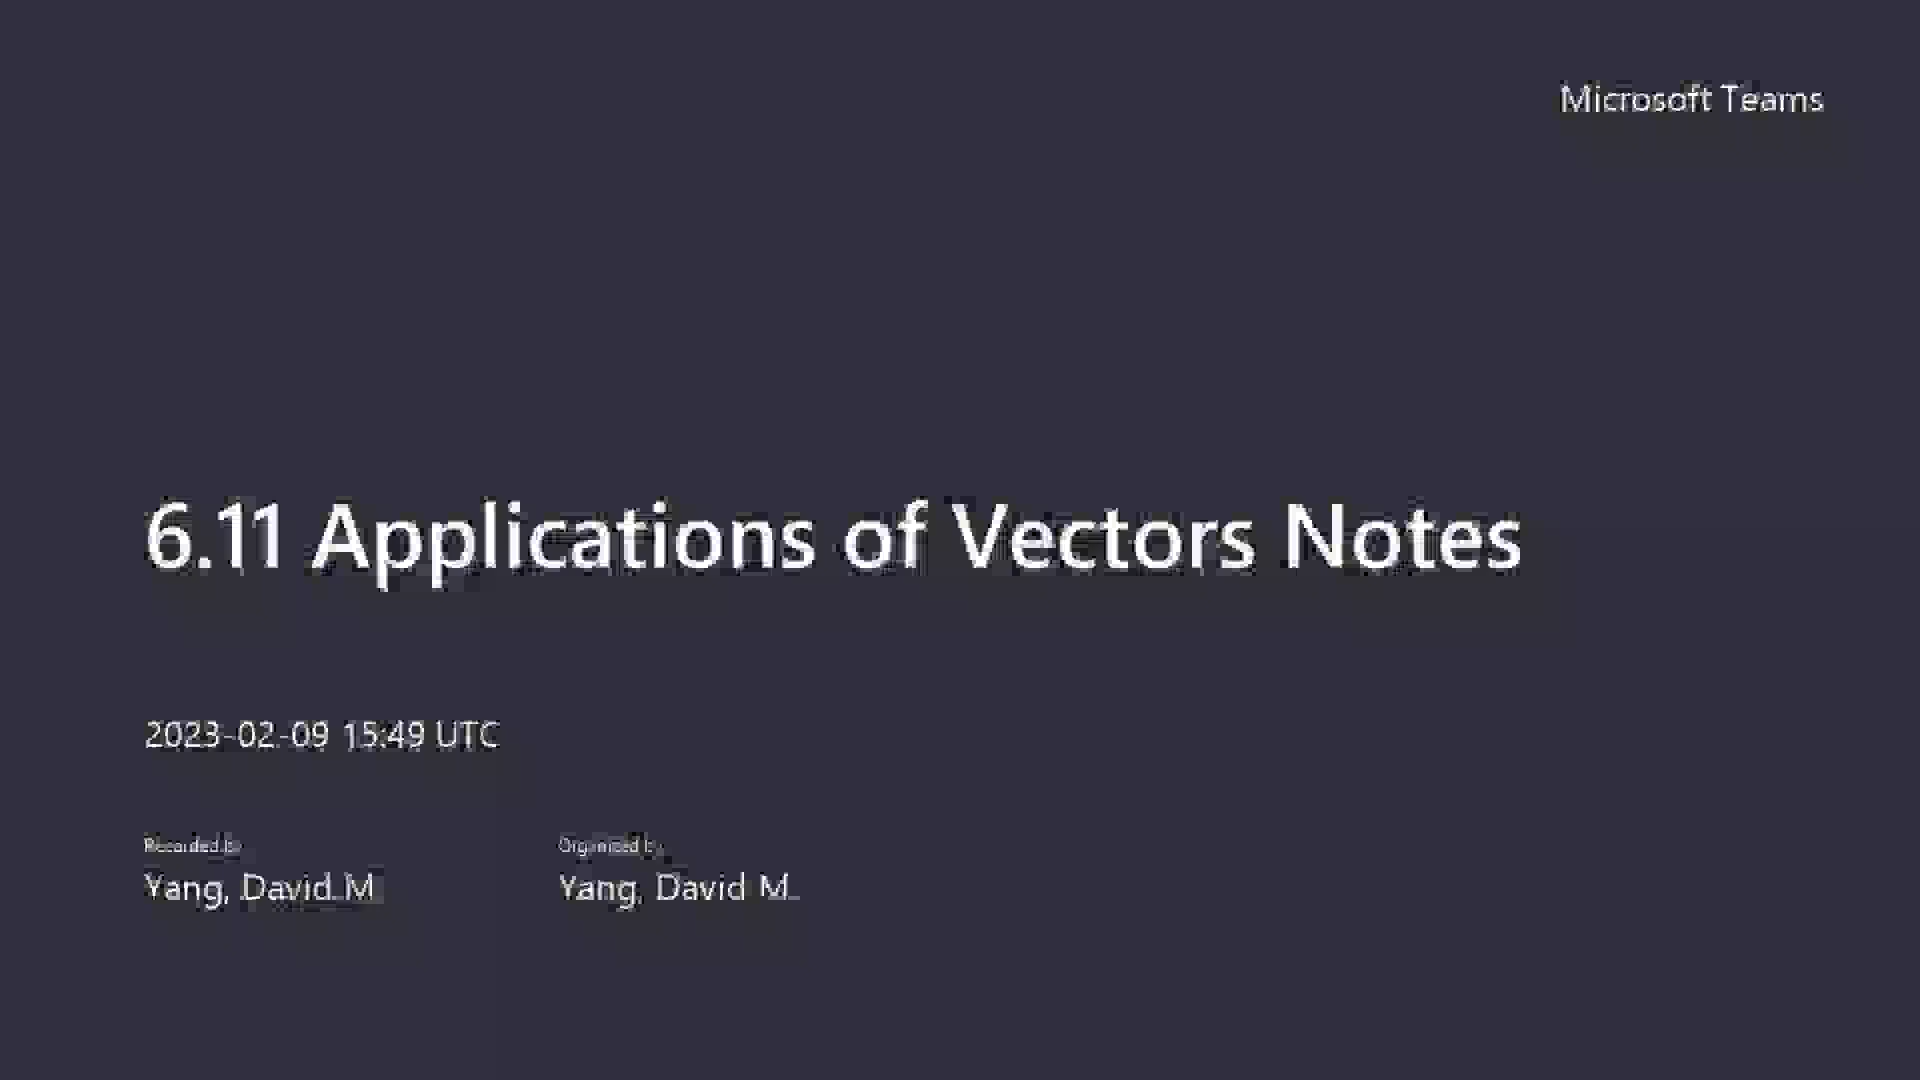 Microsoft Teams
6.11 Applications of Vectors Notes
2023-02-09 15:49 UTC
Recorded by
Organized by
Yang, David M.
Yang, David M.